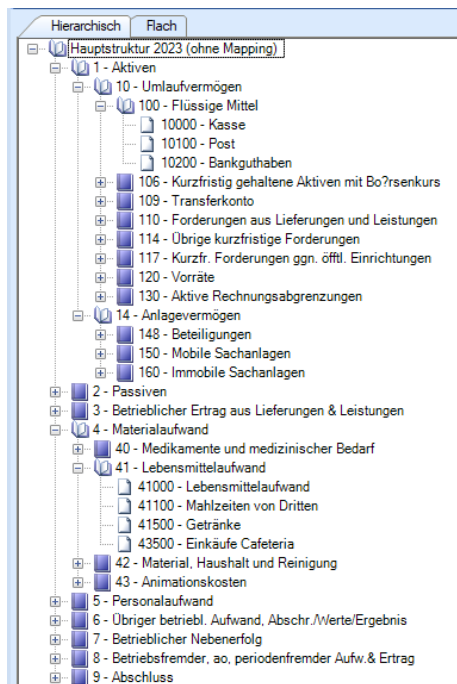 Hierarchisch Flach
Hauptstruktur 2023 (ohne Mapping)
1 - Aktiven
10 - Umlaufvermögen
100 - Flüssige Mittel
10000 - Kasse
10100 - Post
10200 - Bankguthaben
106 - Kurzfristig gehaltene Aktiven mit Bo?rsenkurs
109 - Transferkonto
110 - Forderungen aus Lieferungen und Leistungen
114 - Übrige kurzfristige Forderungen
117 - Kurzfr. Forderungen ggn. öfftl. Einrichtungen
120 - Vorräte
130 - Aktive Rechnungsabgrenzungen
14 - Anlagevermögen
148 - Beteiligungen
150 - Mobile Sachanlagen
160 - Immobile Sachanlagen
2 - Passiven
3 - Betrieblicher Ertrag aus Lieferungen & Leistungen
4 - Materialaufwand
40 - Medikamente und medizinischer Bedarf
41 - Lebensmittelaufwand
41000 - Lebensmittelaufwand
41100 - Mahlzeiten von Dritten
41500 - Getränke
43500 - Einkäufe Cafeteria
42 - Material, Haushalt und Reinigung
43 - Animationskosten
5 - Personalaufwand
6 - Übriger betriebl. Aufwand, Abschr./Werte/Ergebnis
7 - Betrieblicher Nebenerfolg
8 - Betriebsfremder, ao, periodenfremder Aufw.& Ertrag
9 - Abschluss